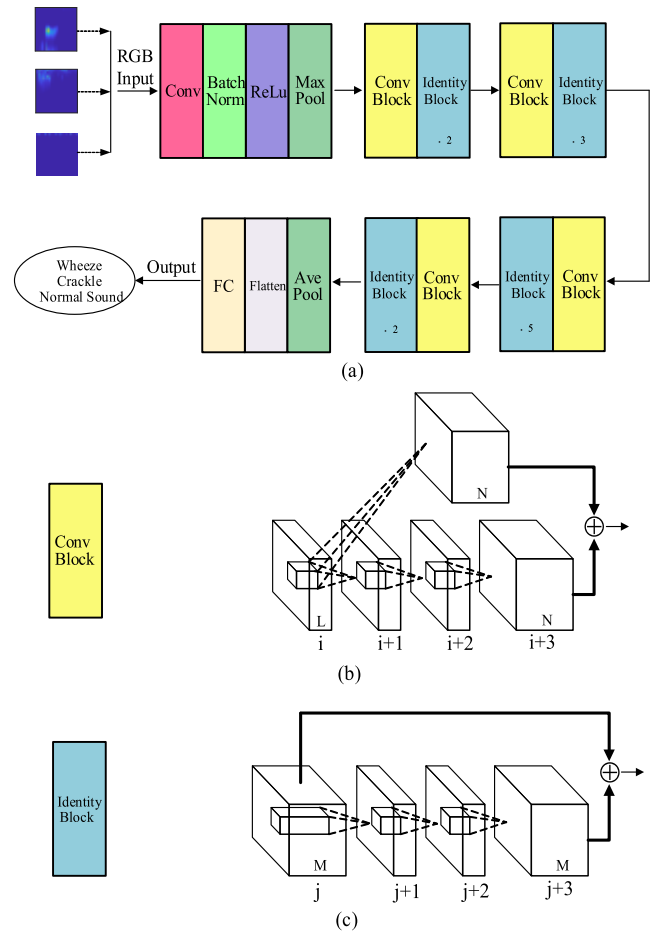 RGB
Input
Conv
Batch
Norm
ReLu
Max
Pool
Conv
Block
Identity
Block
· 2
Conv
Block
Identity
Block
· 3
Wheeze
Crackle
Normal Sound
Output
FC
Flatten
Ave
Pool
Identity
Block
· 2
Conv
Block
Identity
Block
· 5
Conv
Block
(a)
Conv
Block
N
L
N
i
i+1
i+2
i+3
(b)
Identity
Block
M
M
j
j+1
j+2
j+3
(c)